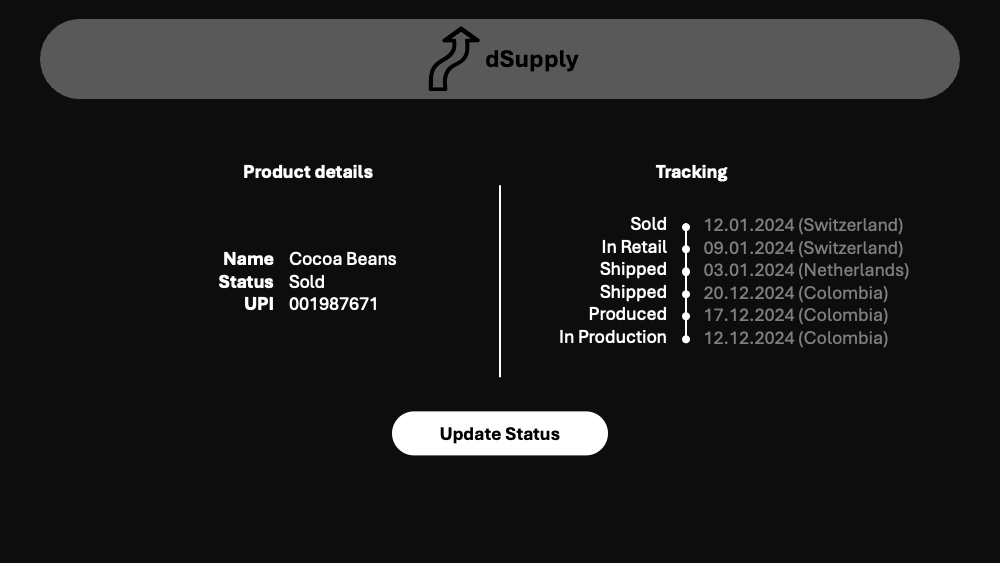 dSupply
Product details
Name Cocoa Beans
Status Sold
UPI 001987671
Tracking
Sold 12.01.2024 (Switzerland)
In Retail 09.01.2024 (Switzerland)
Shipped 03.01.2024 (Netherlands)
Shipped 20.12.2024 (Colombia)
Produced 17.12.2024 (Colombia)
In Production 12.12.2024 (Colombia)
Update Status